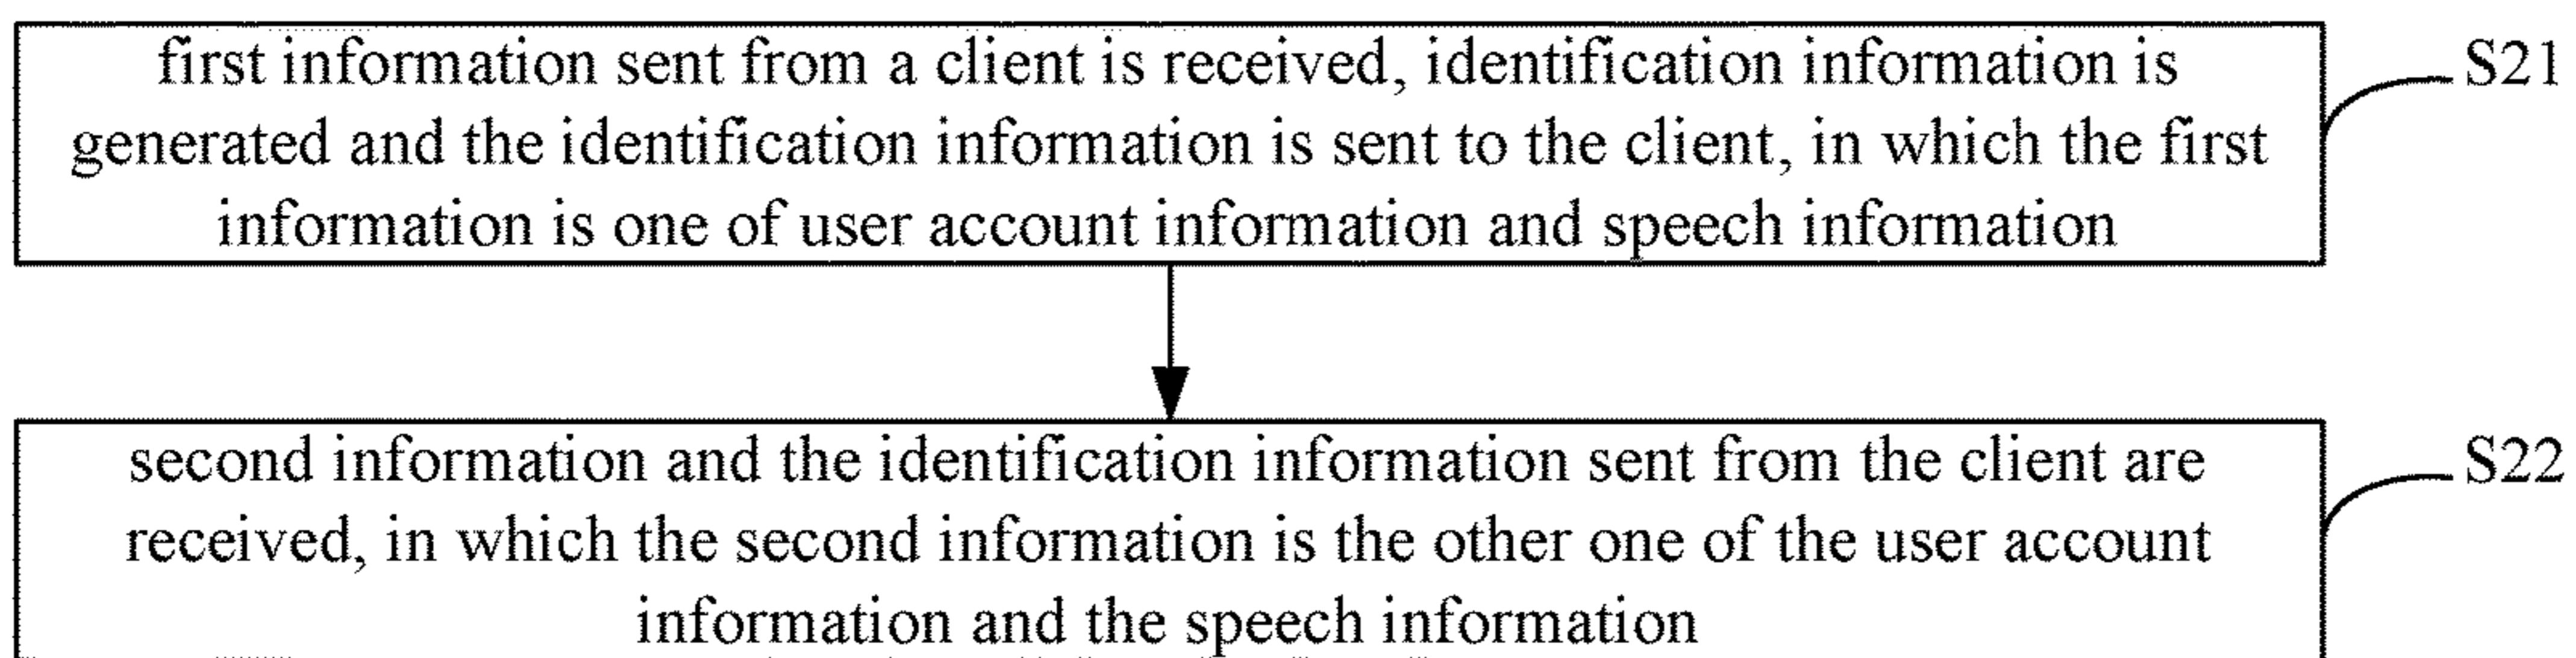 first information sent from a client is received, identification information is
generated and the identification information is sent to the client, in which the first
information is one of user account information and speech information
S21
second information and the identification information sent from the client are
received, in which the second information is the other one of the user account
information and the speech information
S22